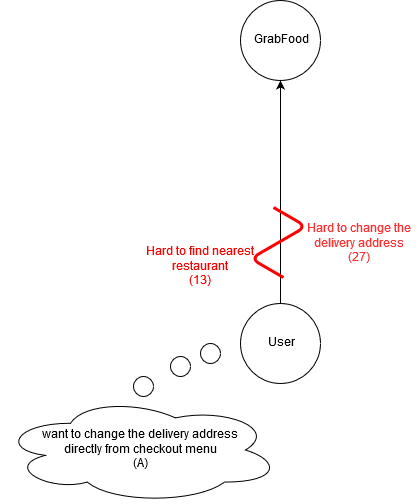 GrabFood
Hard to change the
delivery address
(27)
Hard to find nearest
restaurant
(13)
User
want to change the delivery address
directly from checkout menu
(A)